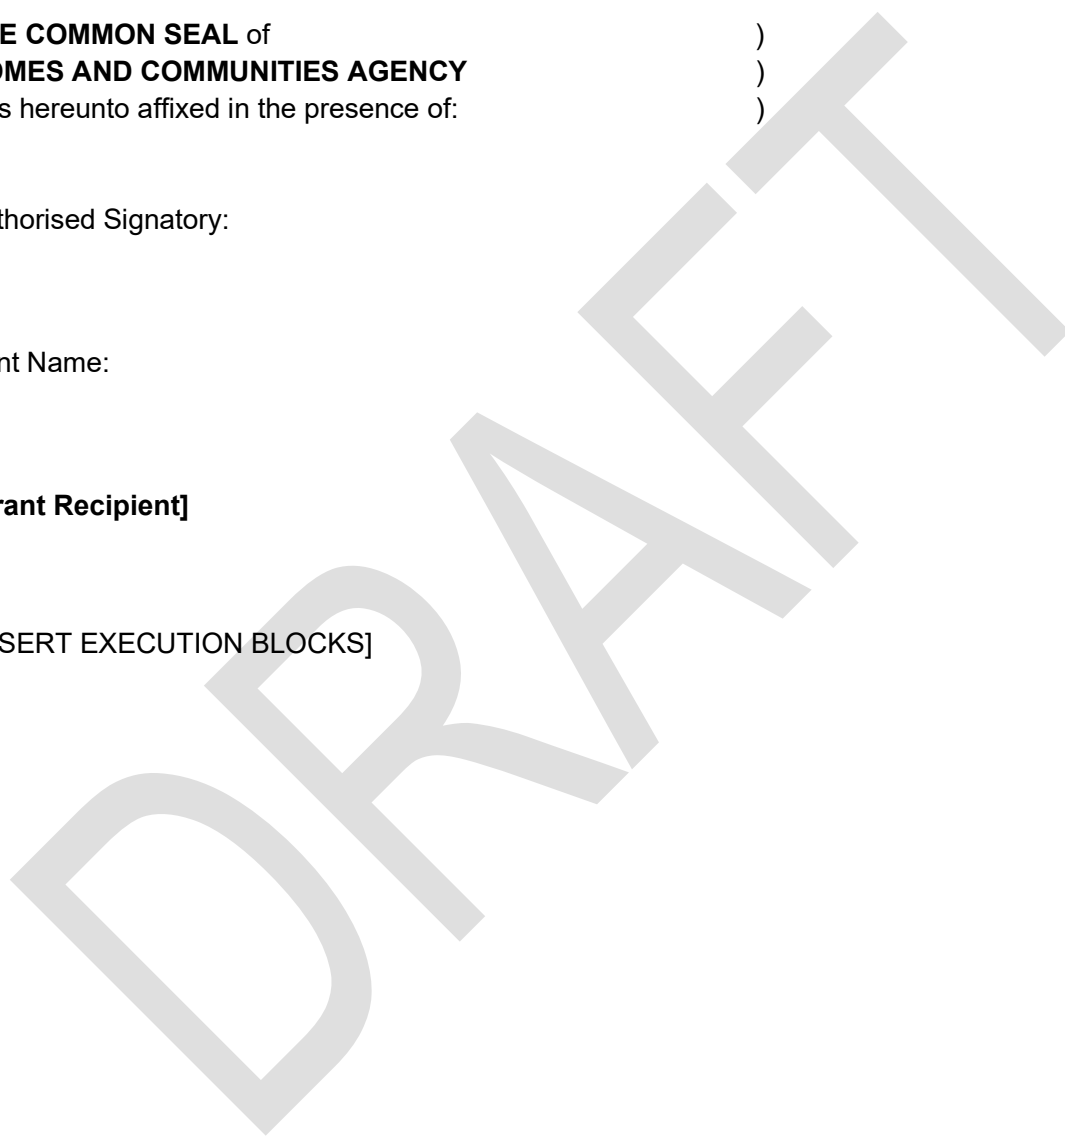 E COMMON SEAL of )
OMES AND COMMUNITIES AGENCY )
s hereunto affixed in the presence of: )
thorised Signatory:
nt Name:
rant Recipient]
SERT EXECUTION BLOCKS]
DRAFT